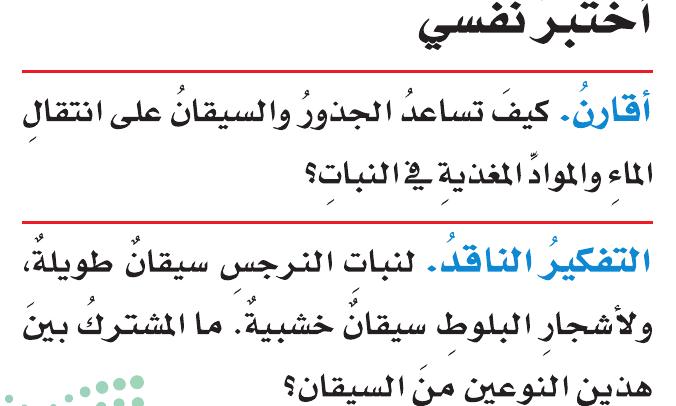 أختبرُ نفسي
أقارنُ. كيفَ تساعدُ الجذورُ والسيقانُ على انتقالِ
الماءِ والموادِّ المغذيةِ في النباتِ؟
التفكيرُ الناقدُ. لنباتِ النرجسِ سيقانٌ طويلةٌ،
ولأشجارِ البلوطِ سيقانٌ خشبيةٌ. ما المشتركُ بينَ
هذينِ النوعينِ منَ السيقانِ؟